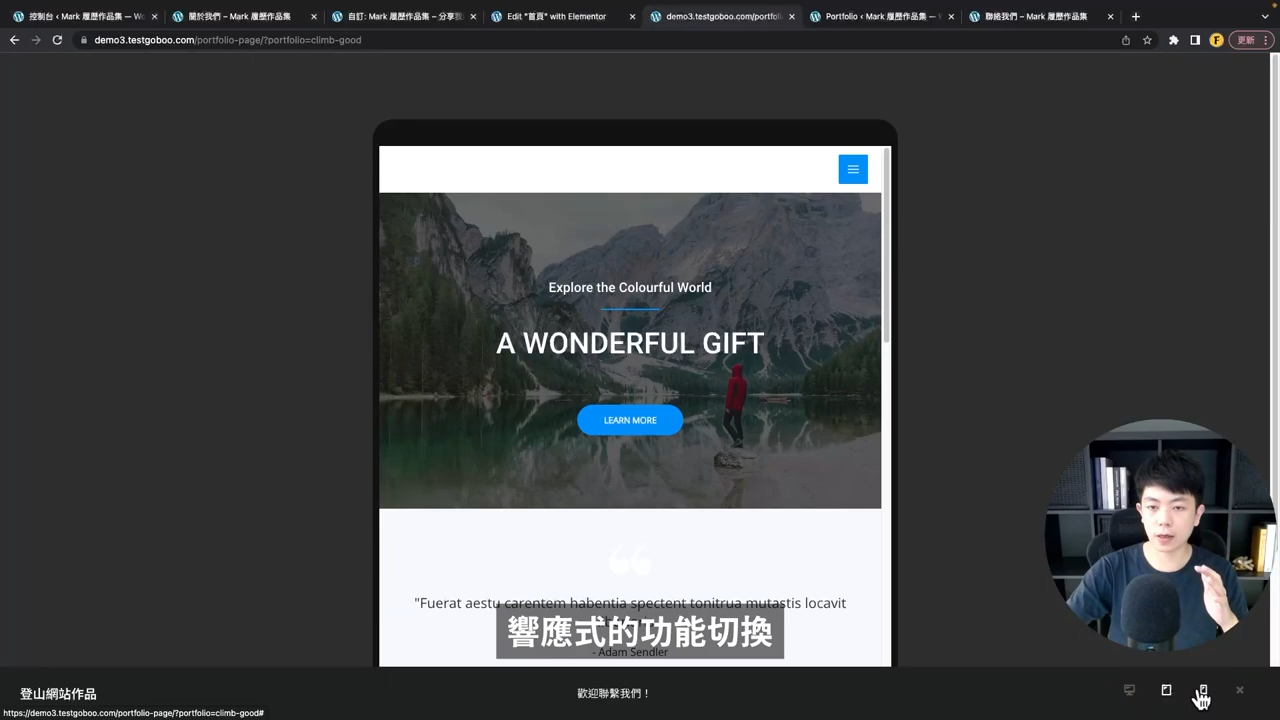 控制台 ‹ Mark 履歷作品集 — Wo
關於我們 – Mark 履歷作品集
自訂: Mark 履歷作品集 – 分享我
Edit "首頁" with Elementor
demo3.testgoboo.com/portfoli
Portfolio ‹ Mark 履歷作品集 — W
聯絡我們 – Mark 履歷作品集
demo3.testgoboo.com/portfolio-page/?portfolio=climb-good
更新
Explore the Colourful World
A WONDERFUL GIFT
LEARN MORE
"Fuerat aestu carentem habentia spectent tonitrua mutastis locavit
響應式的功能切換
- Adam Sendler
登山網站作品
歡迎聯繫我們！
https://demo3.testgoboo.com/portfolio-page/?portfolio=climb-good#